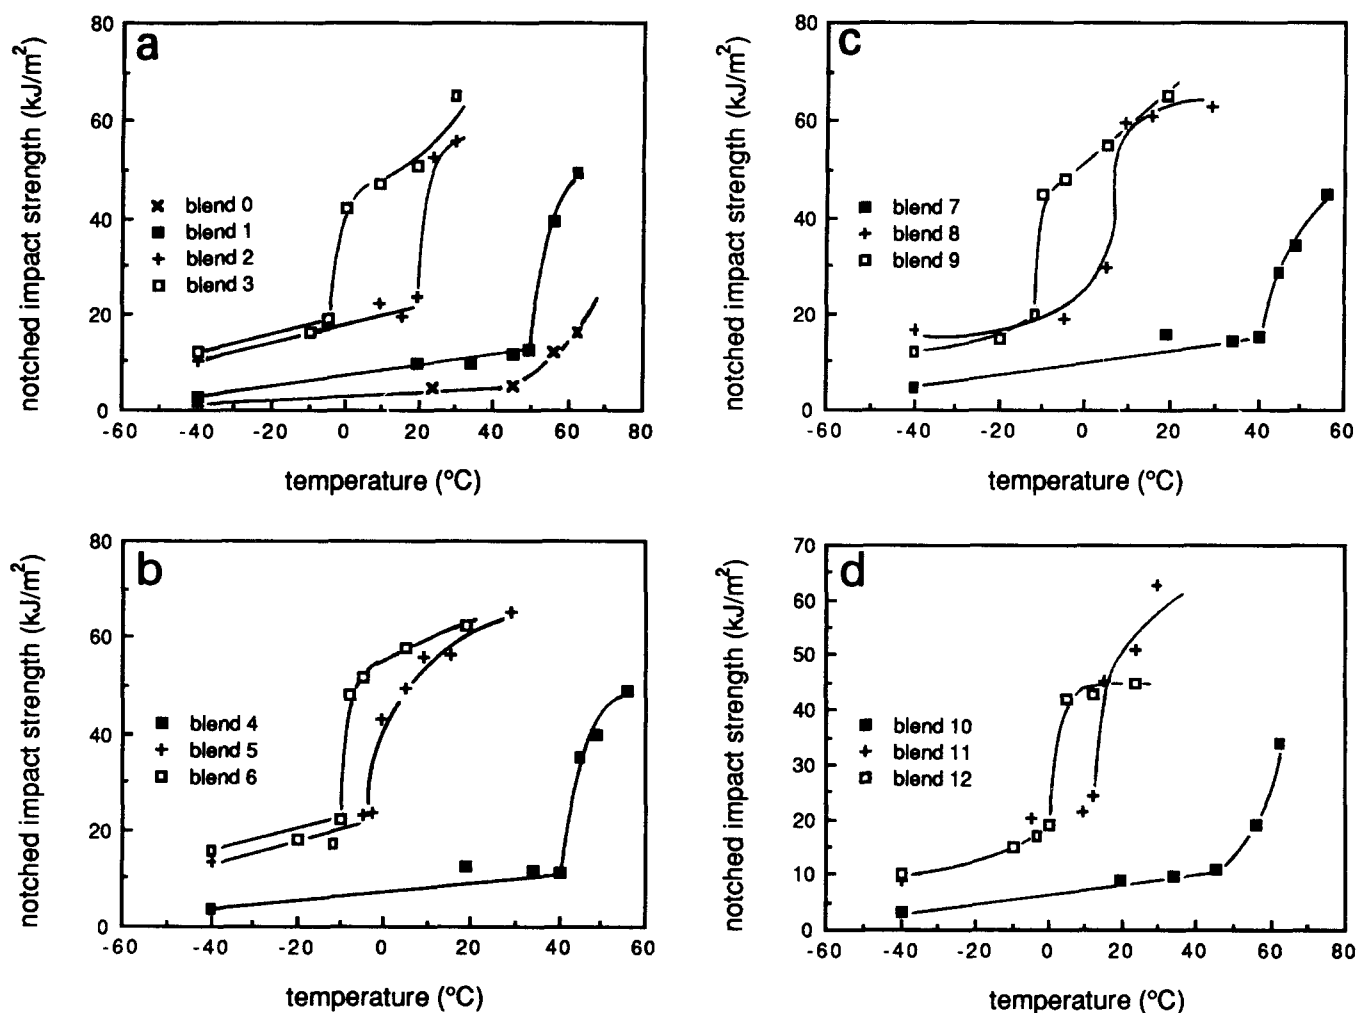 a
80
60
40
20
0
notched impact strength (kJ/m²)
blend 0
blend 1
blend 2
blend 3
-60 -40 -20 0 20 40 60 80
temperature (°C)
c
80
60
40
20
0
notched impact strength (kJ/m²)
blend 7
blend 8
blend 9
-60 -40 -20 0 20 40 60
temperature (°C)
b
80
60
40
20
0
notched impact strength (kJ/m²)
blend 4
blend 5
blend 6
-60 -40 -20 0 20 40 60
temperature (°C)
d
70
60
50
40
30
20
10
0
notched impact strength (kJ/m²)
blend 10
blend 11
blend 12
-60 -40 -20 0 20 40 60 80
temperature (°C)